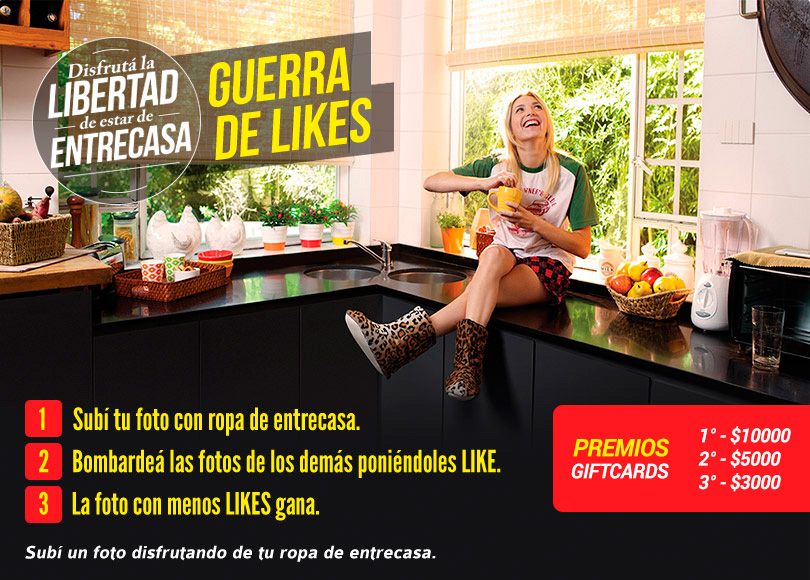 Disfrutá la
LIBERTAD
de estar de
ENTRECASA
GUERRA
DE LIKES
1 Subí tu foto con ropa de entrecasa.
2 Bombardeá las fotos de los demás poniéndoles LIKE.
3 La foto con menos LIKES gana.
PREMIOS
GIFTCARDS
1° - $10000
2° - $5000
3° - $3000
Subí un foto disfrutando de tu ropa de entrecasa.